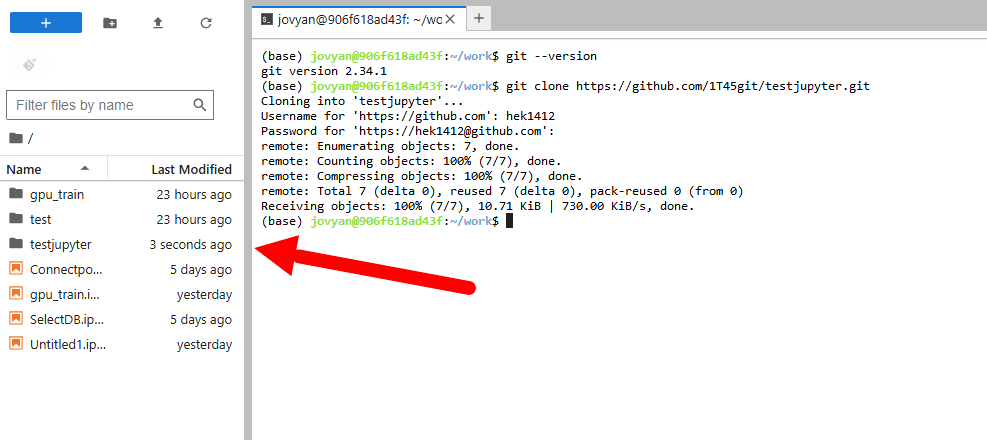 +
Filter files by name
/
Name Last Modified
gpu_train 23 hours ago
test 23 hours ago
testjupyter 3 seconds ago
Connectpo... 5 days ago
gpu_train.i... yesterday
SelectDB.ip... 5 days ago
Untitled1.ip... yesterday
jovyan@906f618ad43f: ~/wo × +
(base) jovyan@906f618ad43f:~/work$ git --version
git version 2.34.1
(base) jovyan@906f618ad43f:~/work$ git clone https://github.com/1T45git/testjupyter.git
Cloning into 'testjupyter'...
Username for 'https://github.com': hek1412
Password for 'https://hek1412@github.com':
remote: Enumerating objects: 7, done.
remote: Counting objects: 100% (7/7), done.
remote: Compressing objects: 100% (7/7), done.
remote: Total 7 (delta 0), reused 7 (delta 0), pack-reused 0 (from 0)
Receiving objects: 100% (7/7), 10.71 KiB | 730.00 KiB/s, done.
(base) jovyan@906f618ad43f:~/work$